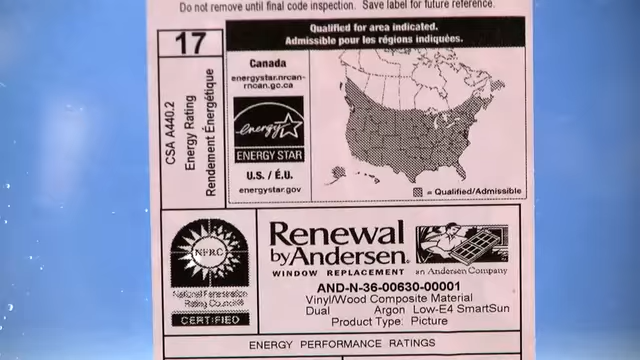 Do not remove until final code inspection. Save label for future reference.
17
CSA A440.2
Energy Rating
Rendement Énergétique
Qualified for area indicated.
Admissible pour les régions indiquées.
Canada
energystar.nrcan-
rncan.gc.ca
energy
ENERGY STAR
U.S. / É.U.
energystar.gov
= Qualified/Admissible
NFRC
National Fenestration
Rating Council®
CERTIFIED
Renewal
by Andersen®
WINDOW REPLACEMENT an Andersen Company
AND-N-36-00630-00001
Vinyl/Wood Composite Material
Dual Argon Low-E4 SmartSun
Product Type: Picture
ENERGY PERFORMANCE RATINGS